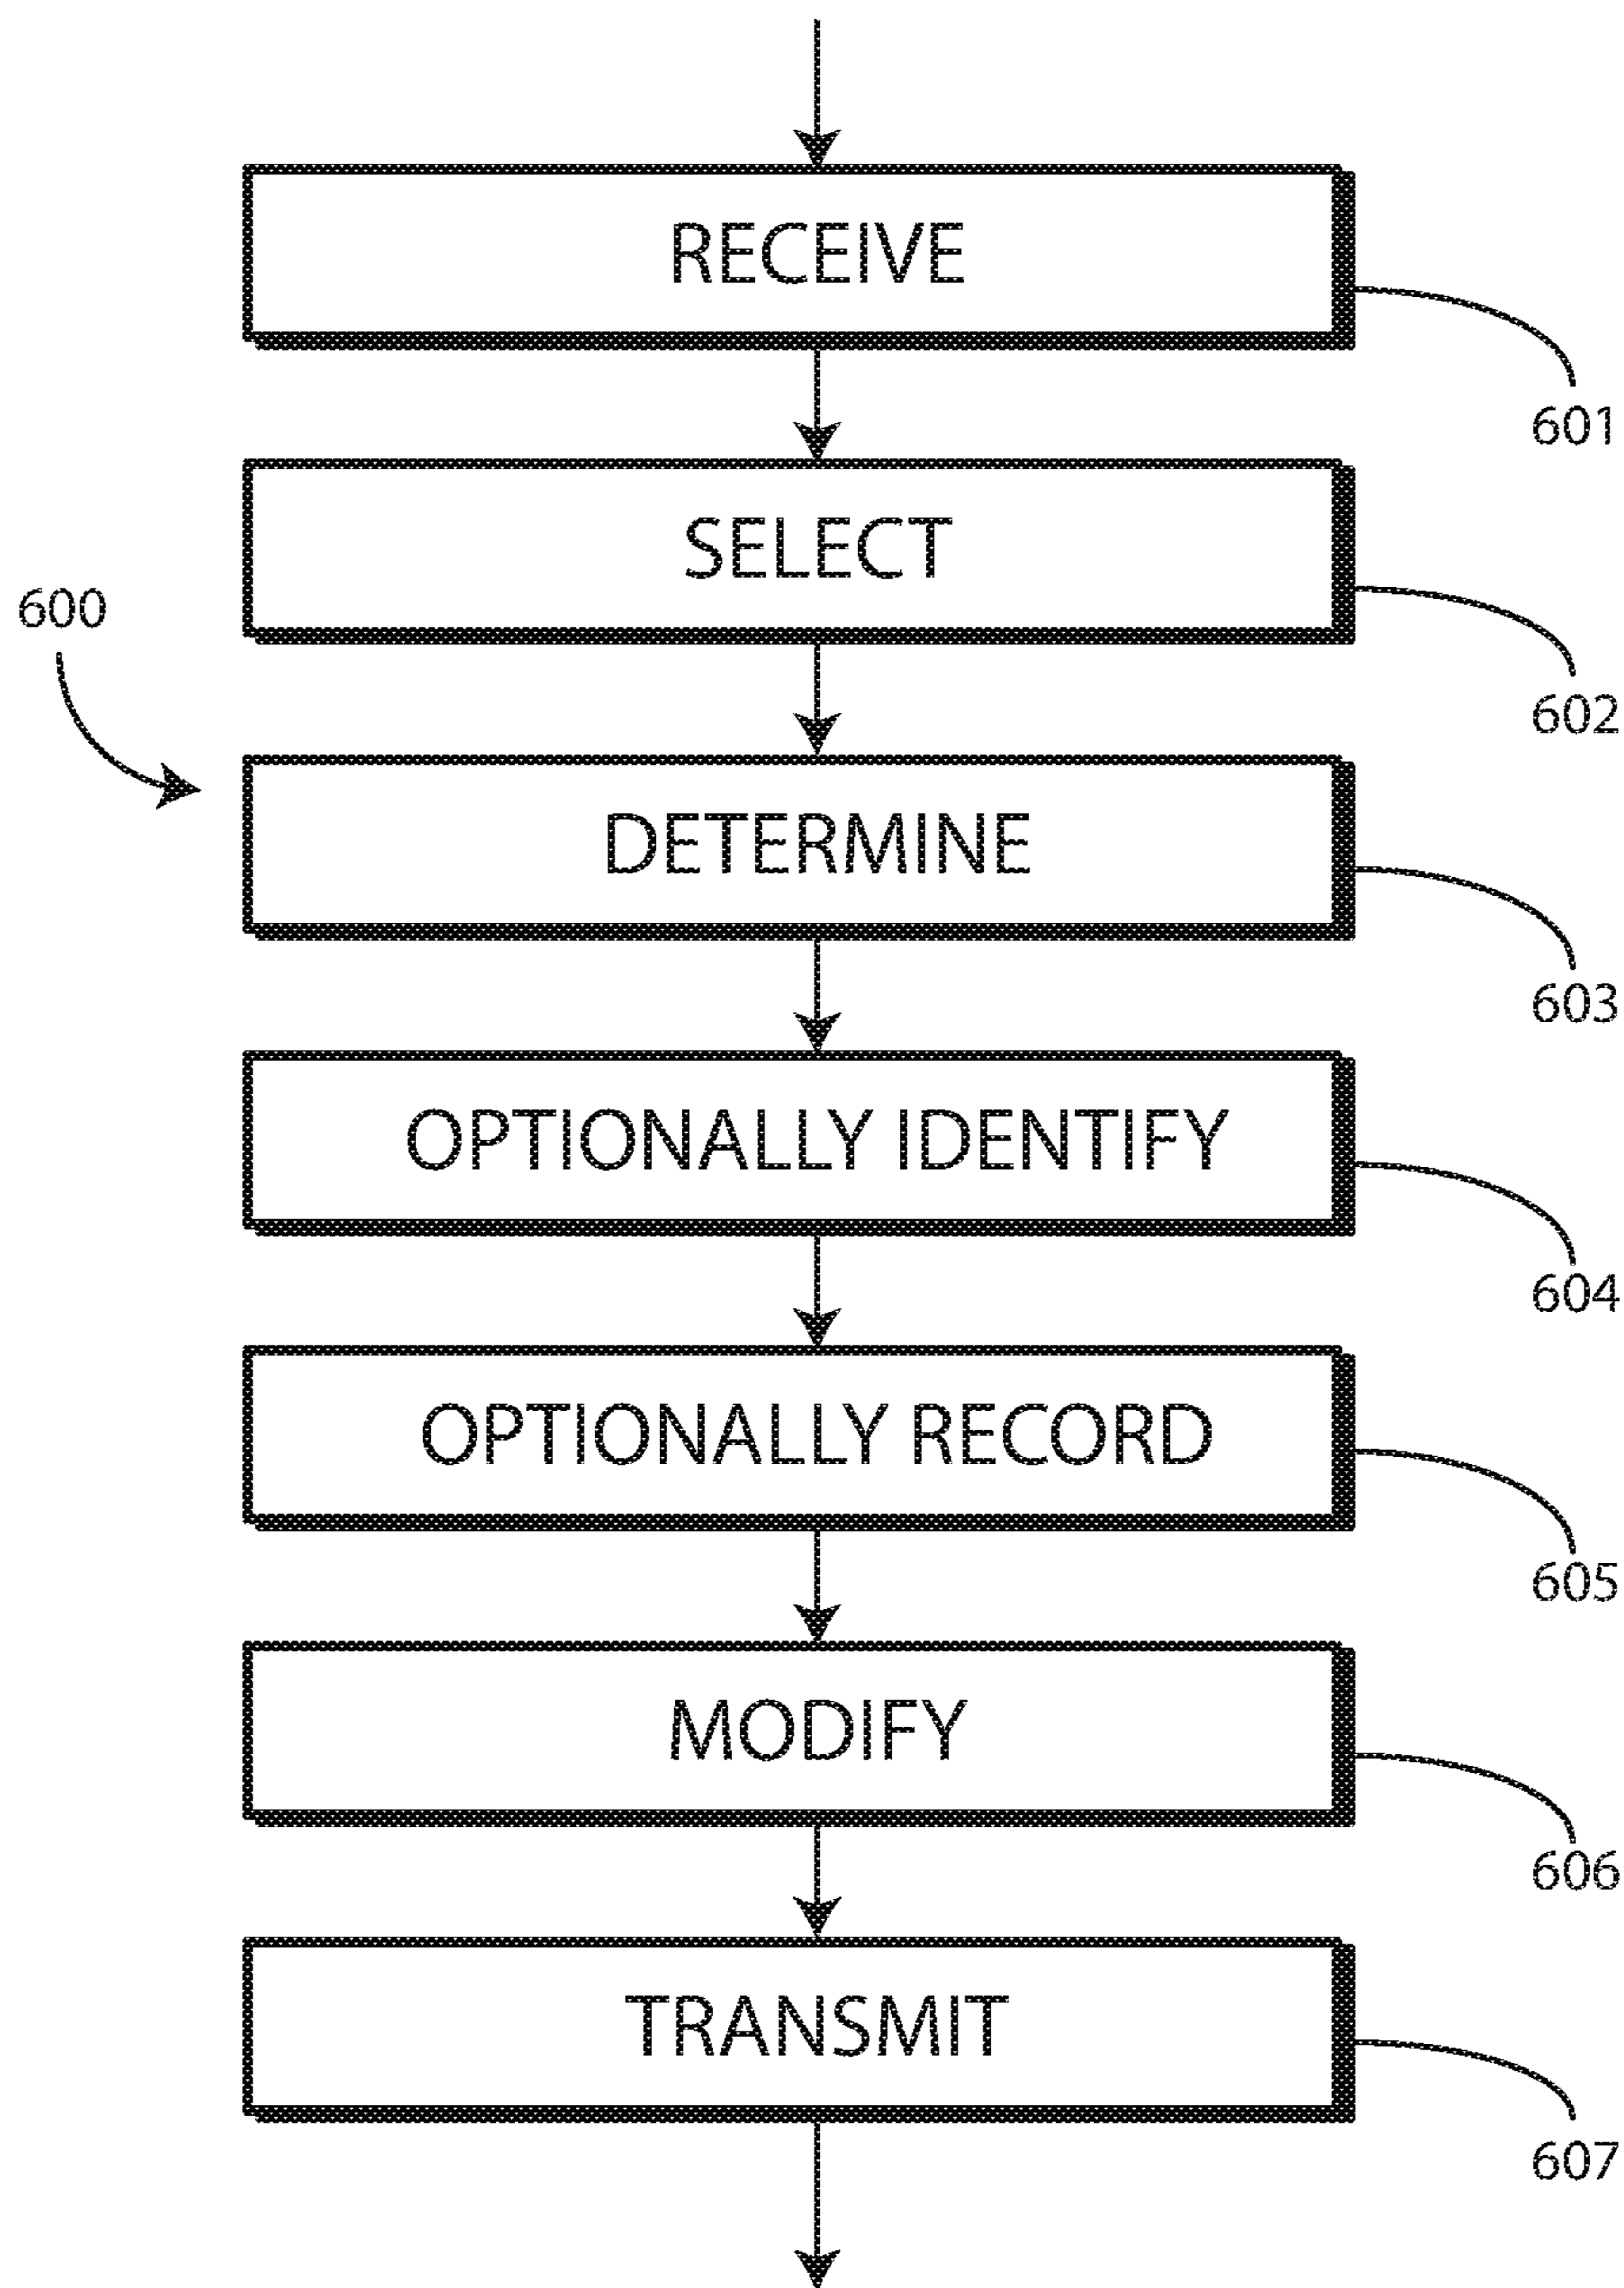 RECEIVE
601
SELECT
600
602
DETERMINE
603
OPTIONALLY IDENTIFY
604
OPTIONALLY RECORD
605
MODIFY
606
TRANSMIT
607